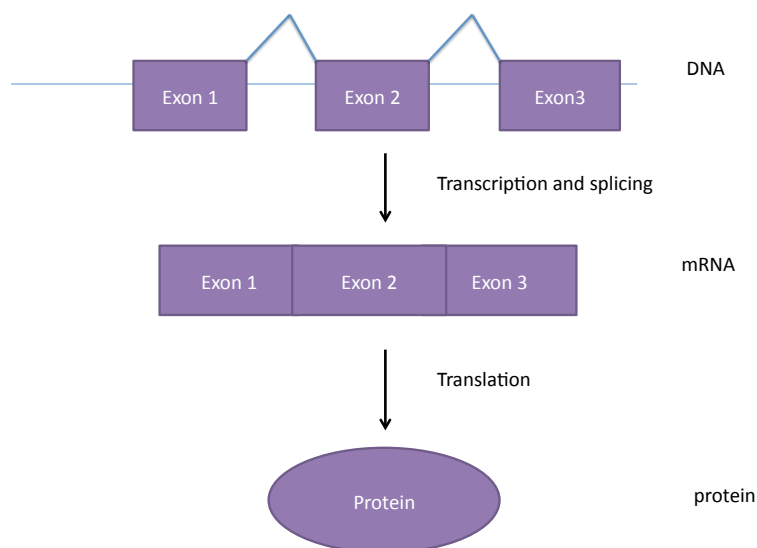 Exon 1 Exon 2 Exon3 DNA
Transcription and splicing
Exon 1 Exon 2 Exon 3 mRNA
Translation
Protein protein